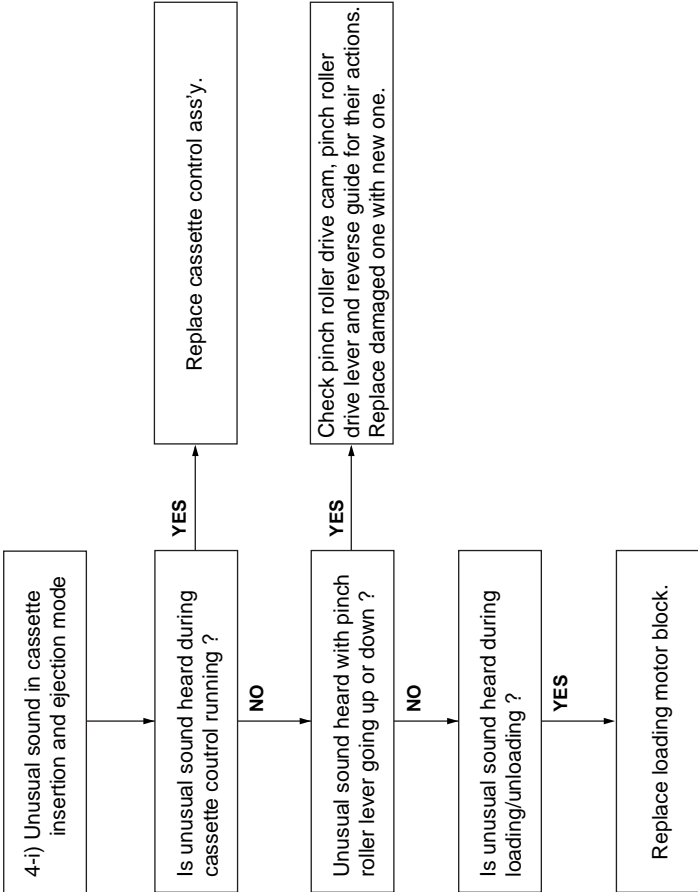 4-i) Unusual sound in cassette
insertion and ejection mode
Is unusual sound heard during
cassette coutrol running ?
YES
Replace cassette control ass'y.
NO
Unusual sound heard with pinch
roller lever going up or down ?
YES
Check pinch roller drive cam, pinch roller
drive lever and reverse guide for their actions.
Replace damaged one with new one.
NO
Is unusual sound heard during
loading/unloading ?
YES
Replace loading motor block.